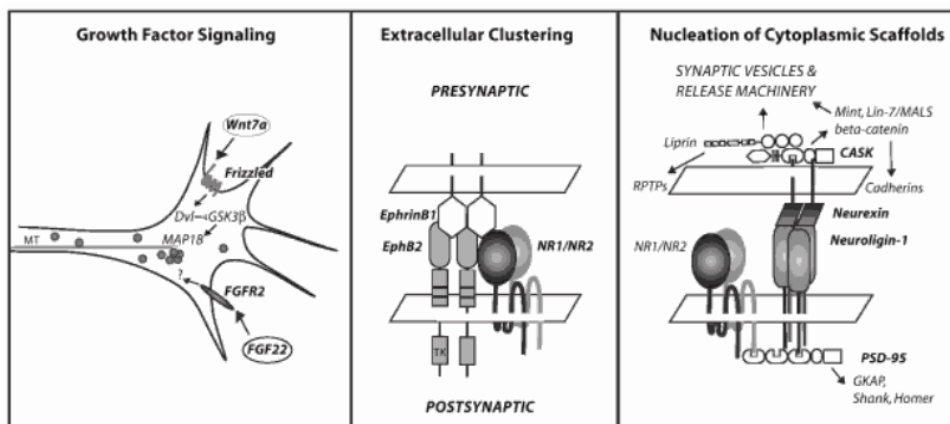 Growth Factor Signaling
Wnt7a
Frizzled
Dvl⊣GSK3β
MT
MAP1B
?
FGFR2
FGF22
Extracellular Clustering
PRESYNAPTIC
EphrinB1
EphB2
NR1/NR2
TK
POSTSYNAPTIC
Nucleation of Cytoplasmic Scaffolds
SYNAPTIC VESICLES &
RELEASE MACHINERY
Mint, Lin-7/MALS
beta-catenin
Liprin
CASK
RPTPs
Cadherins
Neurexin
NR1/NR2
Neuroligin-1
PSD-95
GKAP,
Shank, Homer